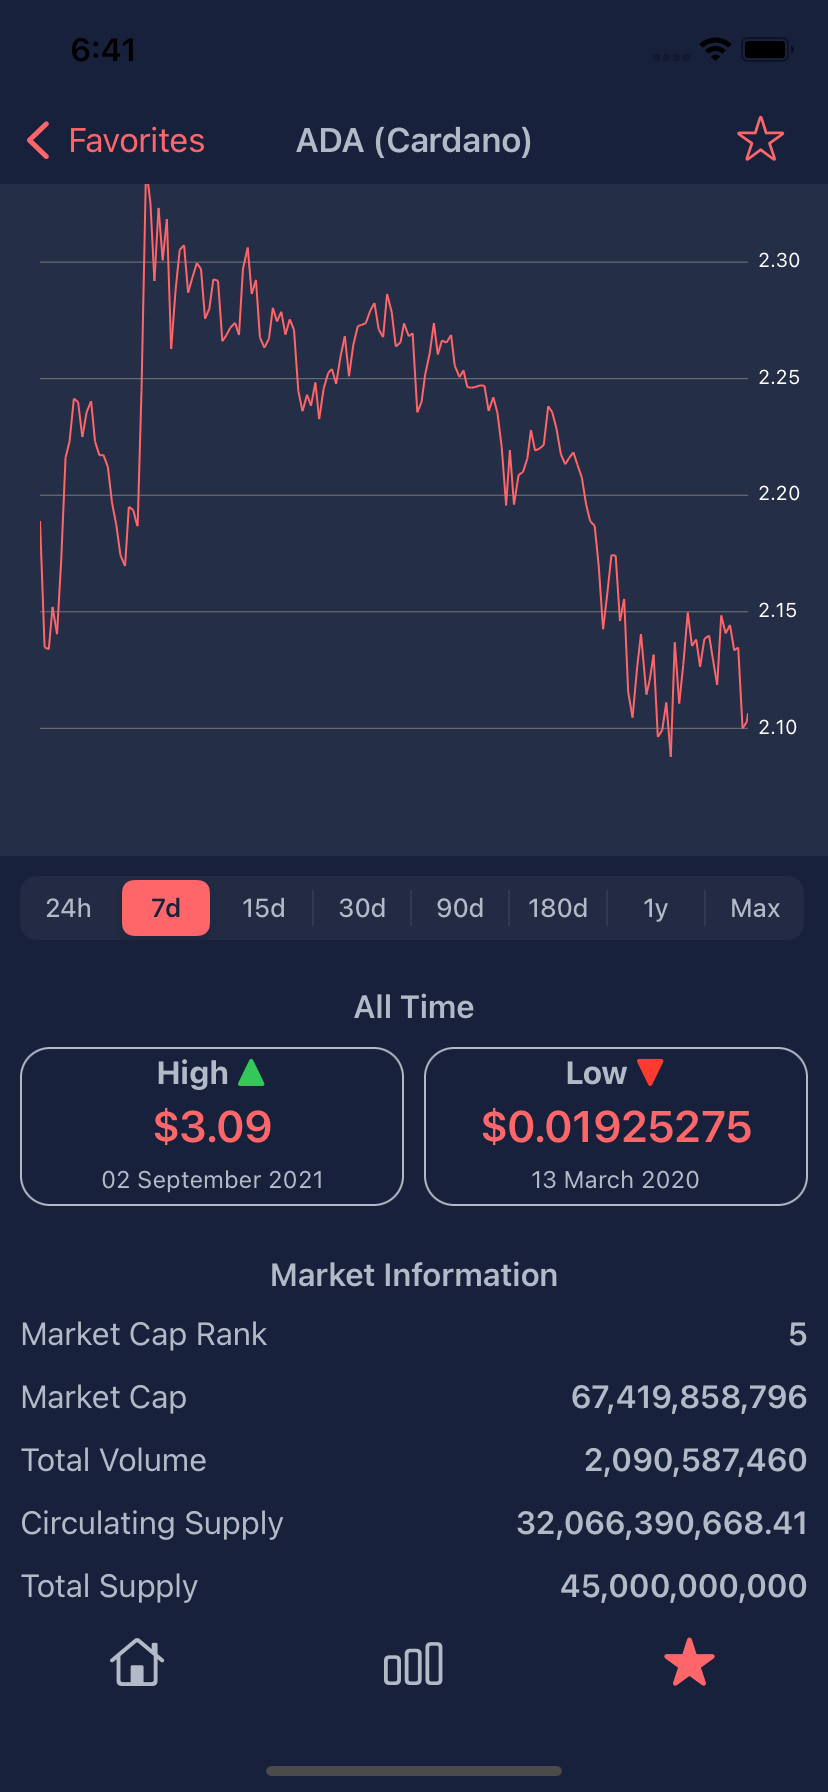 6:41
Favorites ADA (Cardano)
2.30
2.25
2.20
2.15
2.10
24h 7d 15d 30d 90d 180d 1y Max
All Time
High
$3.09
02 September 2021
Low
$0.01925275
13 March 2020
Market Information
Market Cap Rank 5
Market Cap 67,419,858,796
Total Volume 2,090,587,460
Circulating Supply 32,066,390,668.41
Total Supply 45,000,000,000